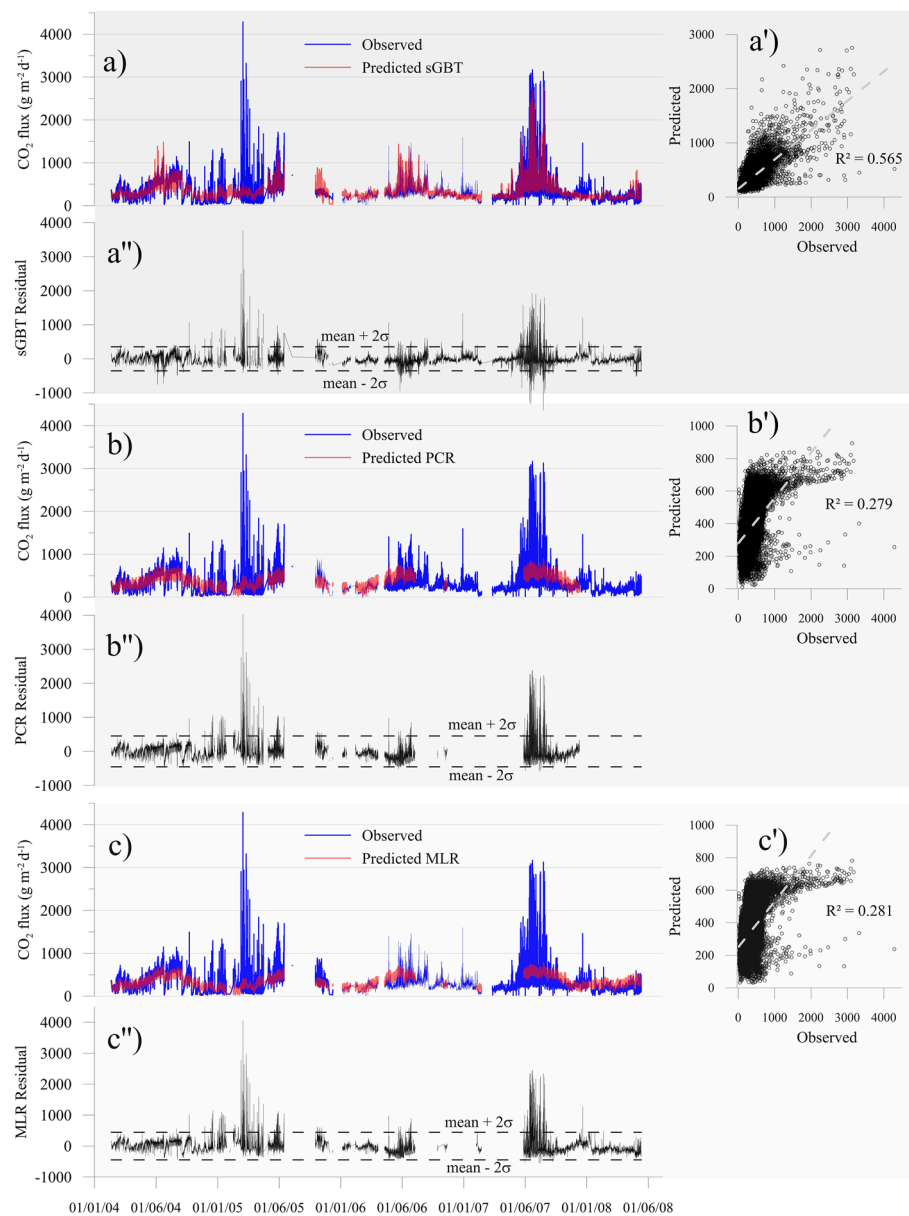 a)
CO₂ flux (g m⁻² d⁻¹)
4000
3000
2000
1000
0
Observed
Predicted sGBT
a')
Predicted
3000
2000
1000
0
R² = 0.565
0 1000 2000 3000 4000
Observed
a'')
sGBT Residual
4000
3000
2000
1000
0
-1000
mean + 2σ
mean - 2σ
b)
CO₂ flux (g m⁻² d⁻¹)
4000
3000
2000
1000
0
Observed
Predicted PCR
b')
Predicted
1000
800
600
400
200
0
R² = 0.279
0 1000 2000 3000 4000
Observed
b'')
PCR Residual
4000
3000
2000
1000
0
-1000
mean + 2σ
mean - 2σ
c)
CO₂ flux (g m⁻² d⁻¹)
4000
3000
2000
1000
0
Observed
Predicted MLR
c')
Predicted
1000
800
600
400
200
0
R² = 0.281
0 1000 2000 3000 4000
Observed
c'')
MLR Residual
4000
3000
2000
1000
0
-1000
mean + 2σ
mean - 2σ
01/01/04 01/06/04 01/01/05 01/06/05 01/01/06 01/06/06 01/01/07 01/06/07 01/01/08 01/06/08